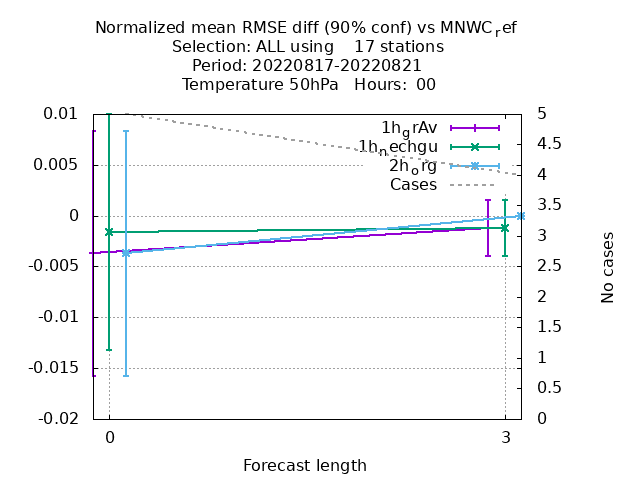 Normalized mean RMSE diff (90% conf) vs MNWC_ref
Selection: ALL using    17 stations
Period: 20220817-20220821
Temperature 50hPa   Hours:  00
0.01
0.005
0
-0.005
-0.01
-0.015
-0.02
5
4.5
4
3.5
3
2.5
2
1.5
1
0.5
0
1h_grAv
1h_nechgu
2h_org
Cases
No cases
0
3
Forecast length